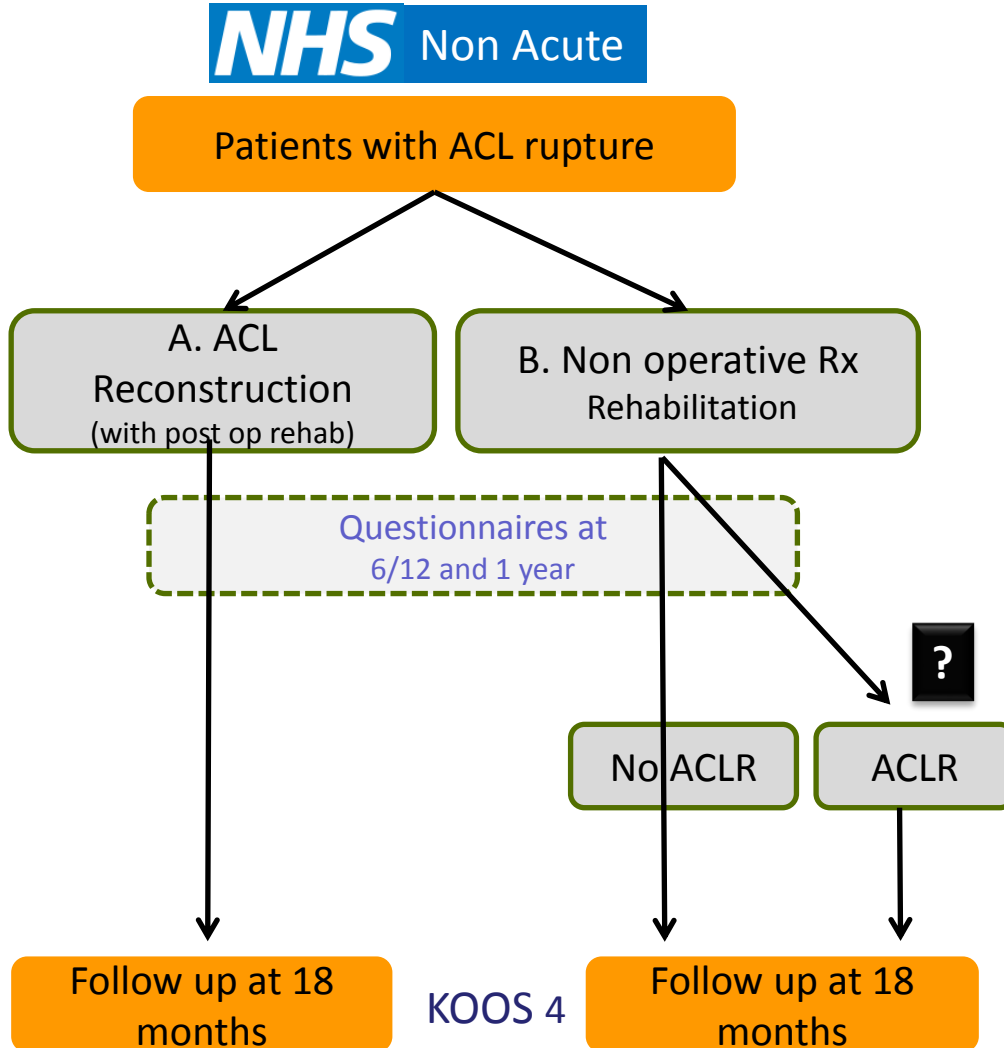 NHS Non Acute
Patients with ACL rupture
A. ACL
Reconstruction
(with post op rehab)
B. Non operative Rx
Rehabilitation
Questionnaires at
6/12 and 1 year
?
No ACLR
ACLR
Follow up at 18
months
KOOS 4
Follow up at 18
months